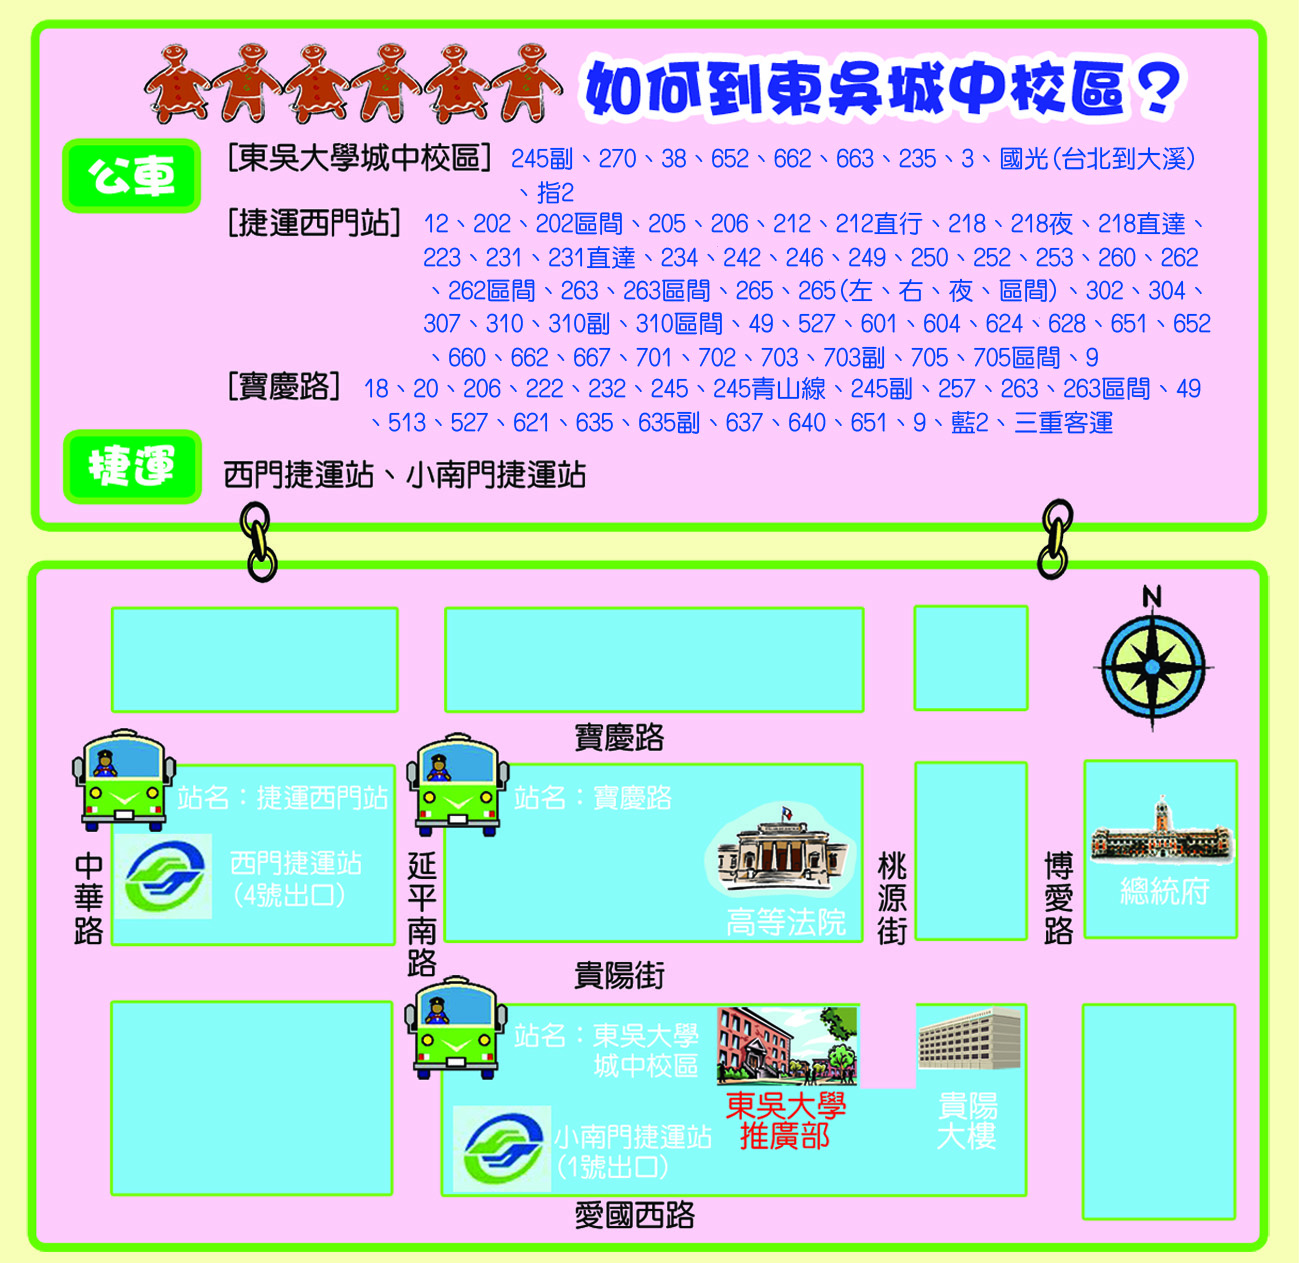 如何到東吳城中校區？
公車
[東吳大學城中校區] 245副、270、38、652、662、663、235、3、國光(台北到大溪)
、指2
[捷運西門站] 12、202、202區間、205、206、212、212直行、218、218夜、218直達、
223、231、231直達、234、242、246、249、250、252、253、260、262
、262區間、263、263區間、265、265(左、右、夜、區間)、302、304、
307、310、310副、310區間、49、527、601、604、624、628、651、652
、660、662、667、701、702、703、703副、705、705區間、9
[寶慶路] 18、20、206、222、232、245、245青山線、245副、257、263、263區間、49
、513、527、621、635、635副、637、640、651、9、藍2、三重客運
捷運
西門捷運站、小南門捷運站
N
寶慶路
站名：捷運西門站
站名：寶慶路
中華路
西門捷運站
(4號出口)
延平南路
高等法院
桃源街
博愛路
總統府
貴陽街
站名：東吳大學
城中校區
東吳大學
推廣部
貴陽
大樓
小南門捷運站
(1號出口)
愛國西路